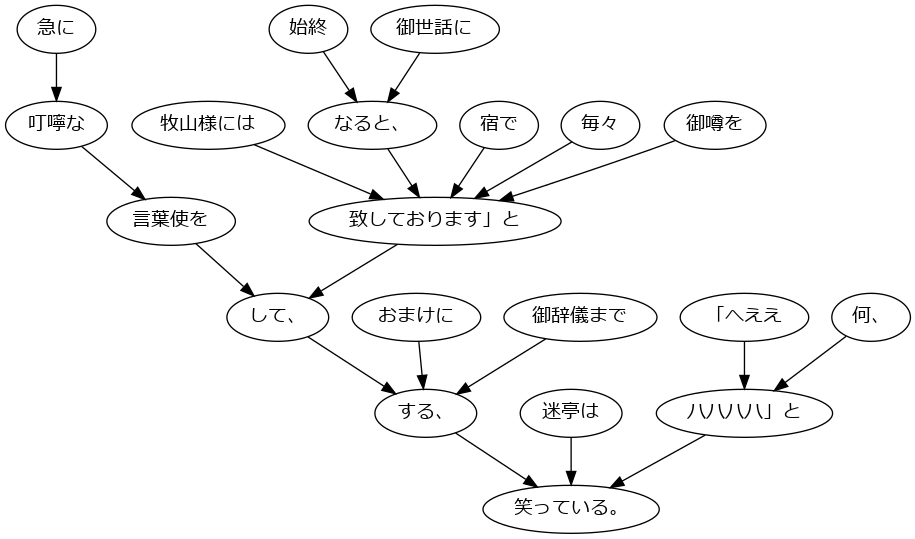 急に
始終
御世話に
叮嚀な
牧山様には
なると、
宿で
毎々
御噂を
言葉使を
致しております」と
して、
おまけに
御辞儀まで
「へええ
何、
する、
迷亭は
ハハハハ」と
笑っている。